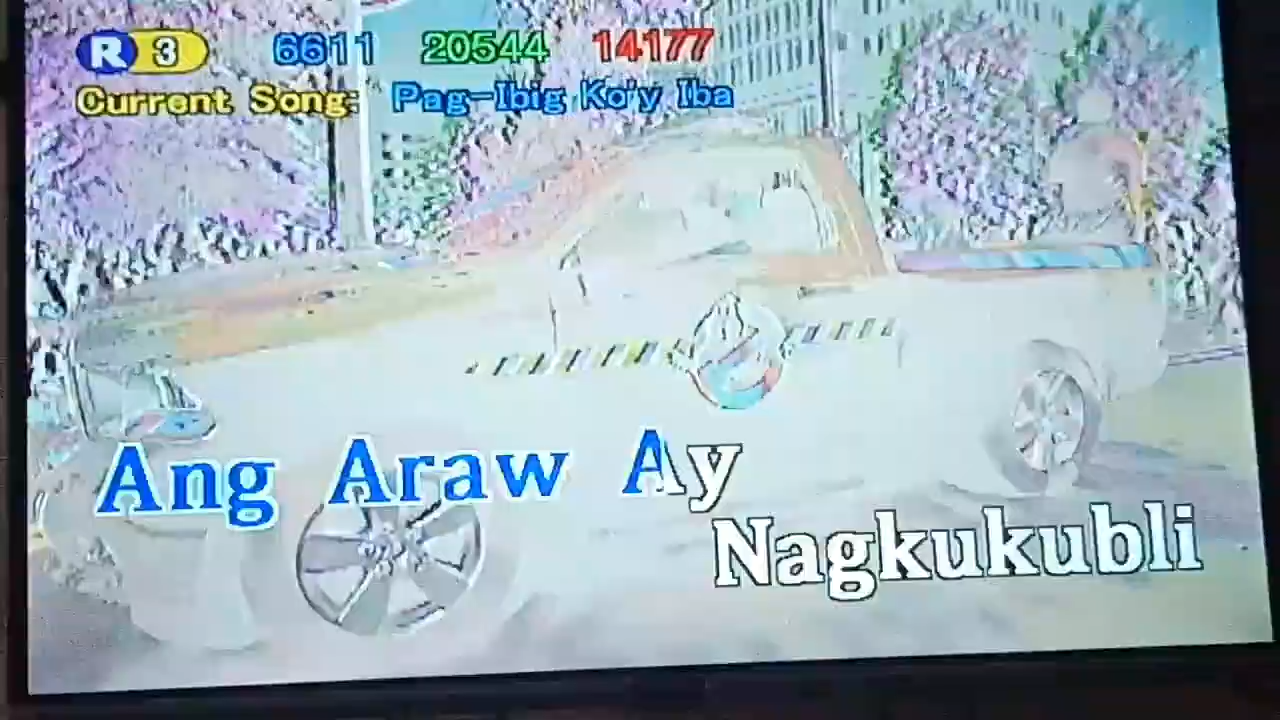 R 3 6611 20544 14177
Current Song: Pag-Ibig Ko'y Iba
Ang Araw Ay
Nagkukubli